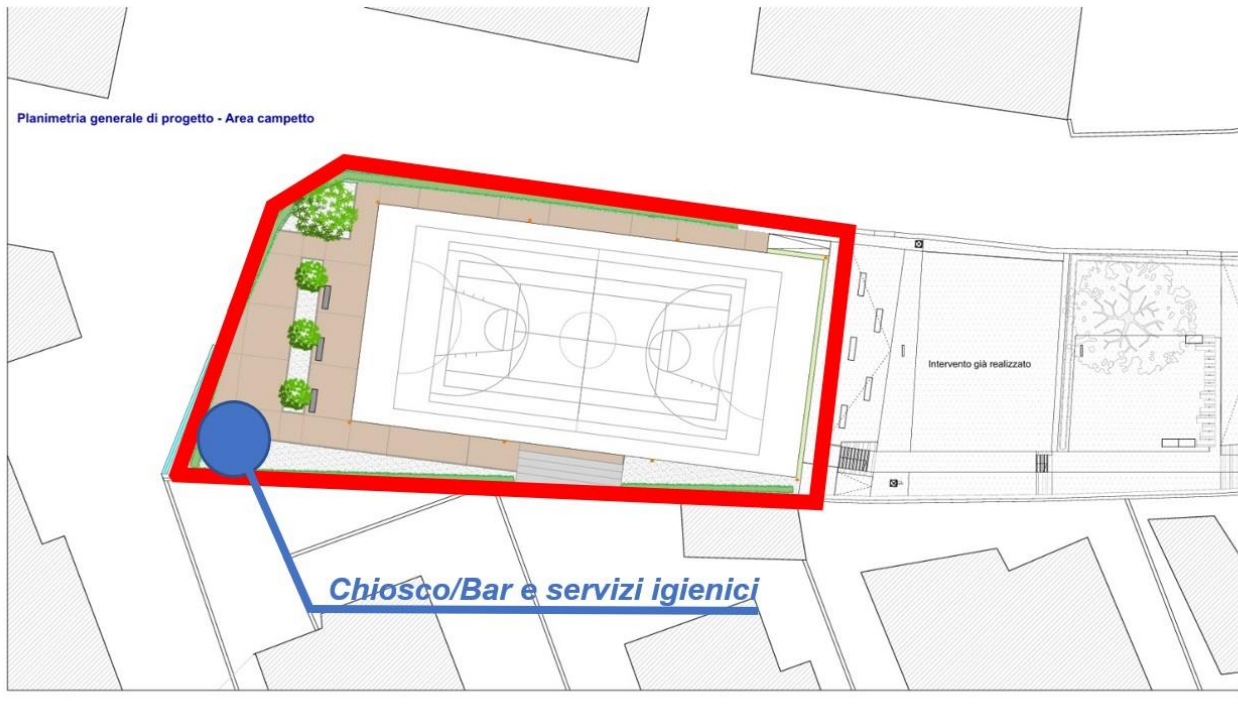 Planimetria generale di progetto - Area campetto
Intervento già realizzato
Chiosco/Bar e servizi igienici